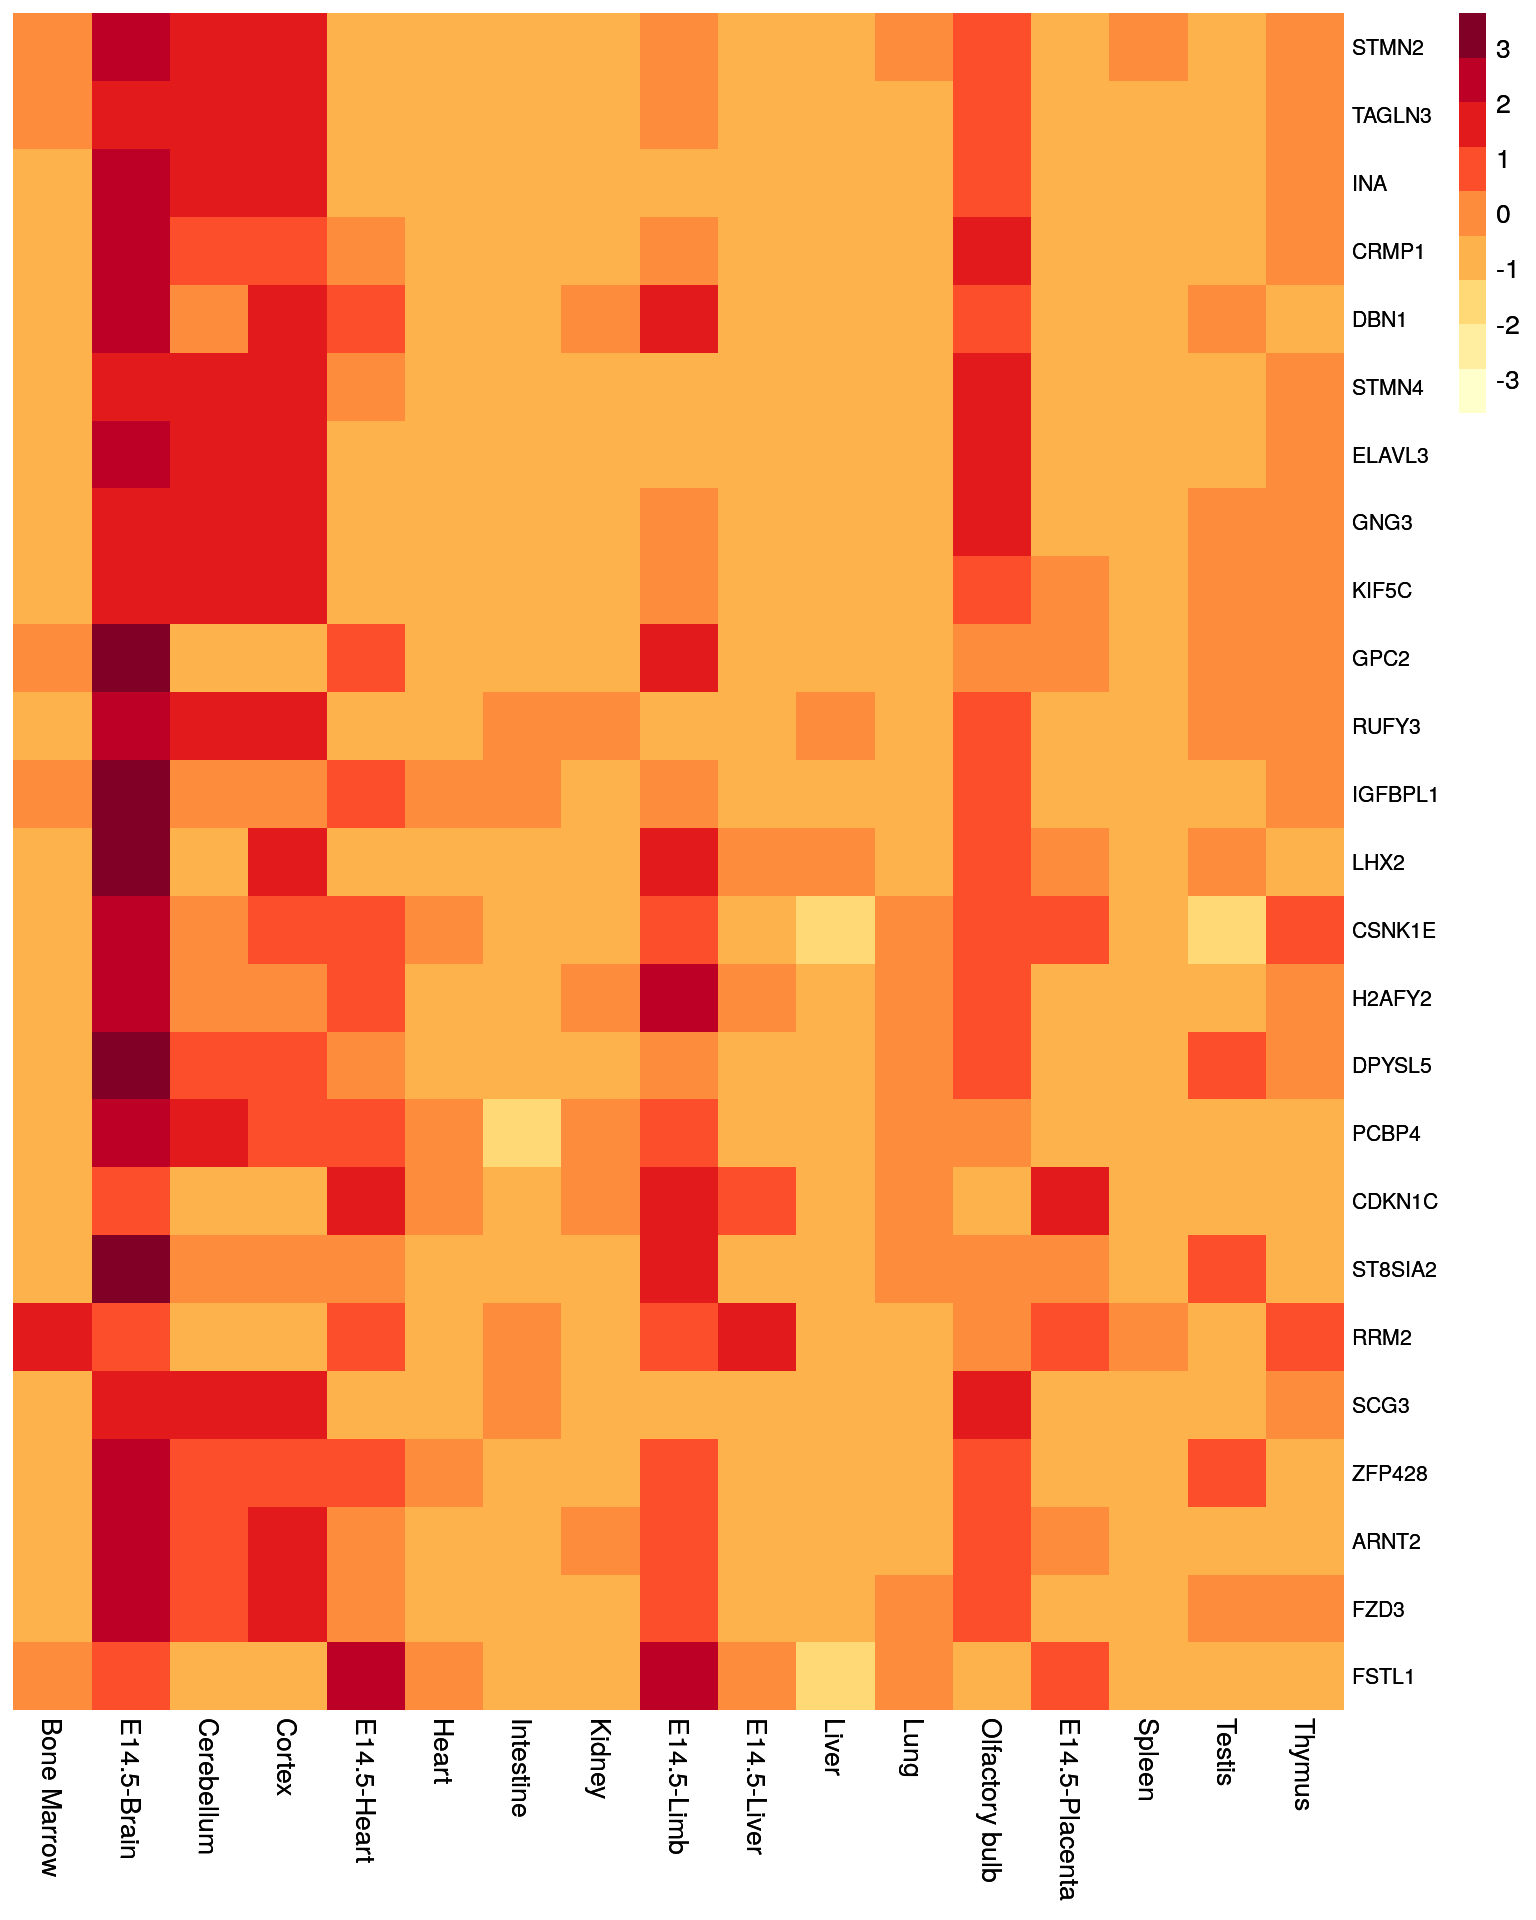 STMN2
TAGLN3
INA
CRMP1
DBN1
STMN4
ELAVL3
GNG3
KIF5C
GPC2
RUFY3
IGFBPL1
LHX2
CSNK1E
H2AFY2
DPYSL5
PCBP4
CDKN1C
ST8SIA2
RRM2
SCG3
ZFP428
ARNT2
FZD3
FSTL1
3
2
1
0
-1
-2
-3
Bone Marrow
E14.5-Brain
Cerebellum
Cortex
E14.5-Heart
Heart
Intestine
Kidney
E14.5-Limb
E14.5-Liver
Liver
Lung
Olfactory bulb
E14.5-Placenta
Spleen
Testis
Thymus